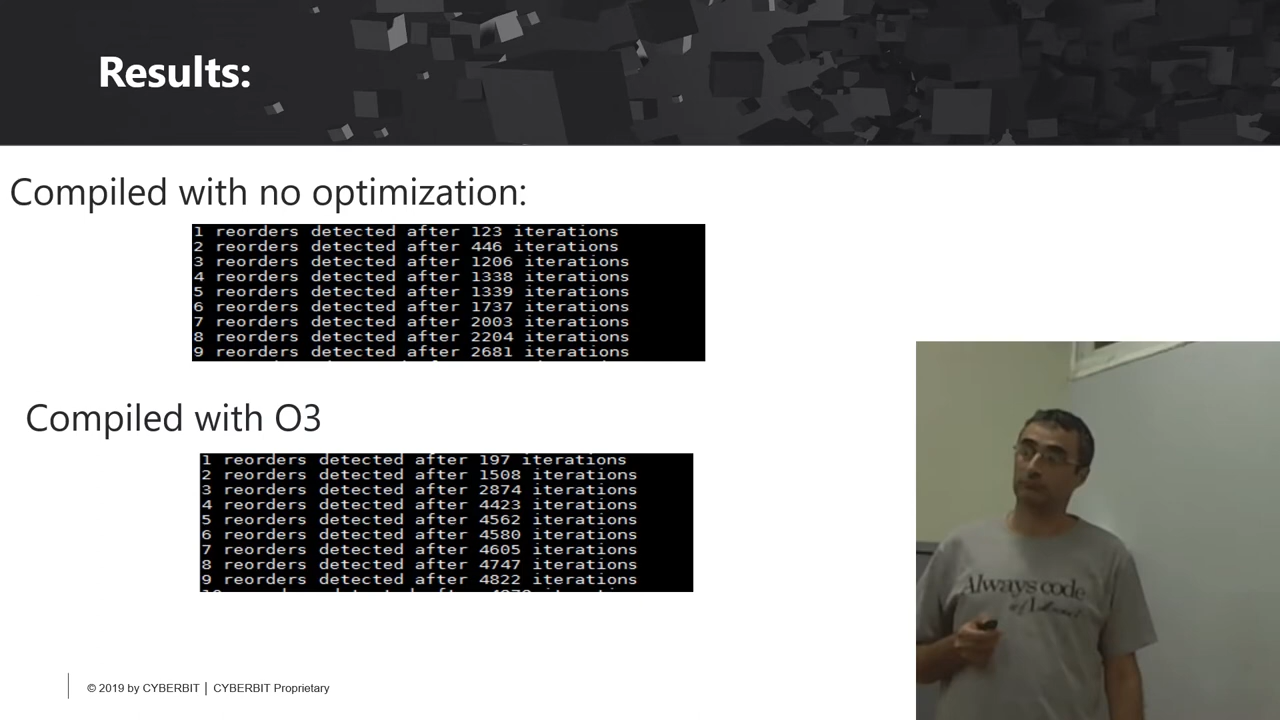 Results:
Compiled with no optimization:
1 reorders detected after 123 iterations
2 reorders detected after 446 iterations
3 reorders detected after 1206 iterations
4 reorders detected after 1338 iterations
5 reorders detected after 1339 iterations
6 reorders detected after 1737 iterations
7 reorders detected after 2003 iterations
8 reorders detected after 2204 iterations
9 reorders detected after 2681 iterations
Compiled with O3
1 reorders detected after 197 iterations
2 reorders detected after 1508 iterations
3 reorders detected after 2874 iterations
4 reorders detected after 4423 iterations
5 reorders detected after 4562 iterations
6 reorders detected after 4580 iterations
7 reorders detected after 4605 iterations
8 reorders detected after 4747 iterations
9 reorders detected after 4822 iterations
Always code
© 2019 by CYBERBIT | CYBERBIT Proprietary